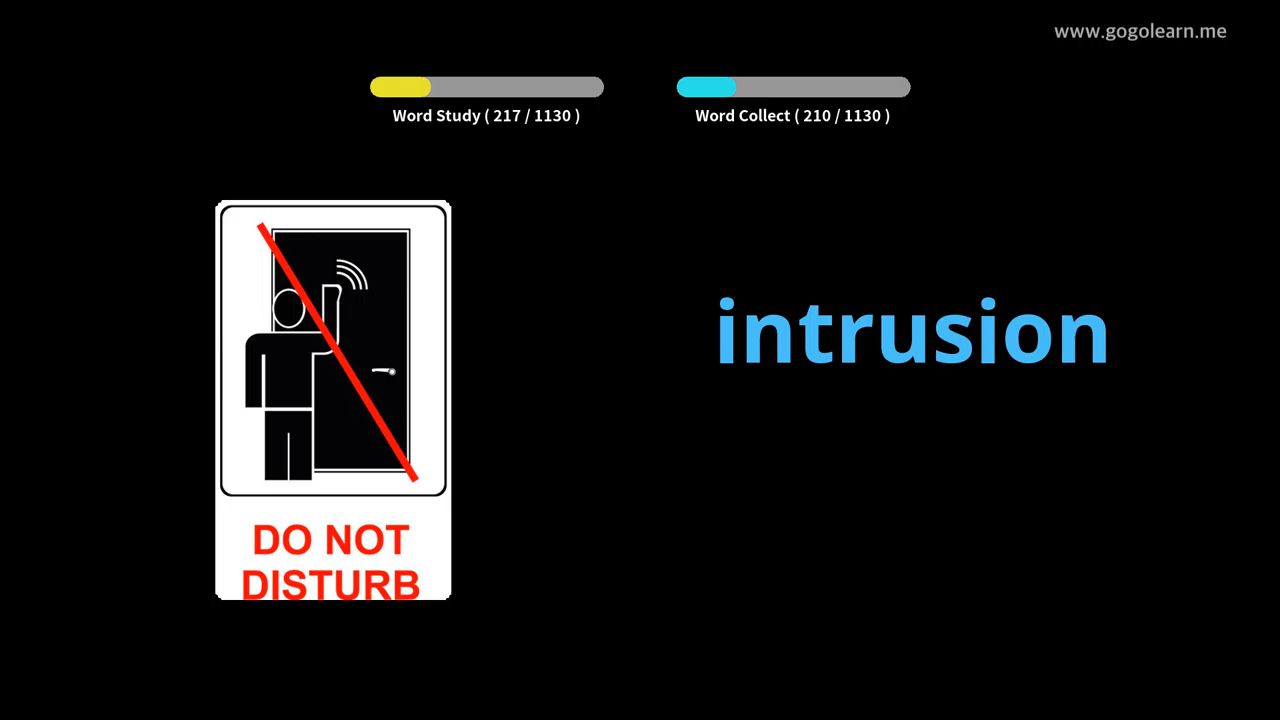 www.gogolearn.me
Word Study ( 217 / 1130 )
Word Collect ( 210 / 1130 )
intrusion
DO NOT
DISTURB